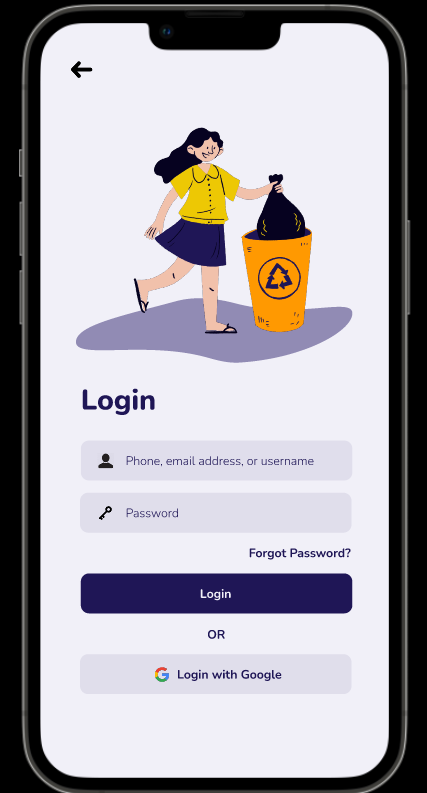 Login
Phone, email address, or username
Password
Forgot Password?
Login
OR
Login with Google